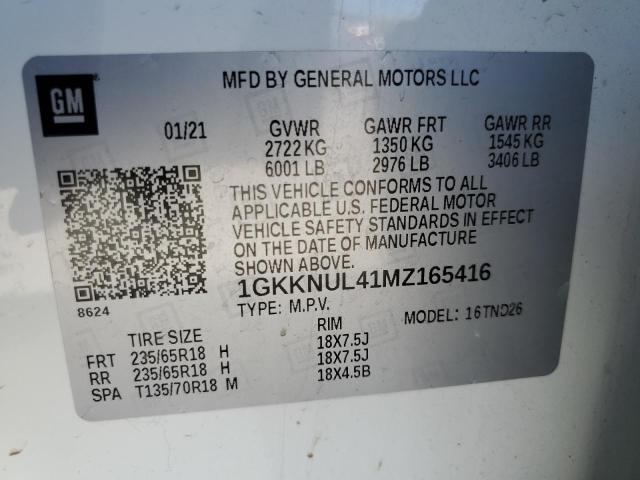 GM
MFD BY GENERAL MOTORS LLC
01/21 GVWR GAWR FRT GAWR RR
2722 KG 1350 KG 1545 KG
6001 LB 2976 LB 3406 LB
THIS VEHICLE CONFORMS TO ALL
APPLICABLE U.S. FEDERAL MOTOR
VEHICLE SAFETY STANDARDS IN EFFECT
ON THE DATE OF MANUFACTURE
SHOWN ABOVE.
1GKKNUL41MZ165416
8624
TYPE: M.P.V. MODEL: 16TND26
TIRE SIZE RIM
FRT 235/65R18 H 18X7.5J
RR 235/65R18 H 18X7.5J
SPA T135/70R18 M 18X4.5B